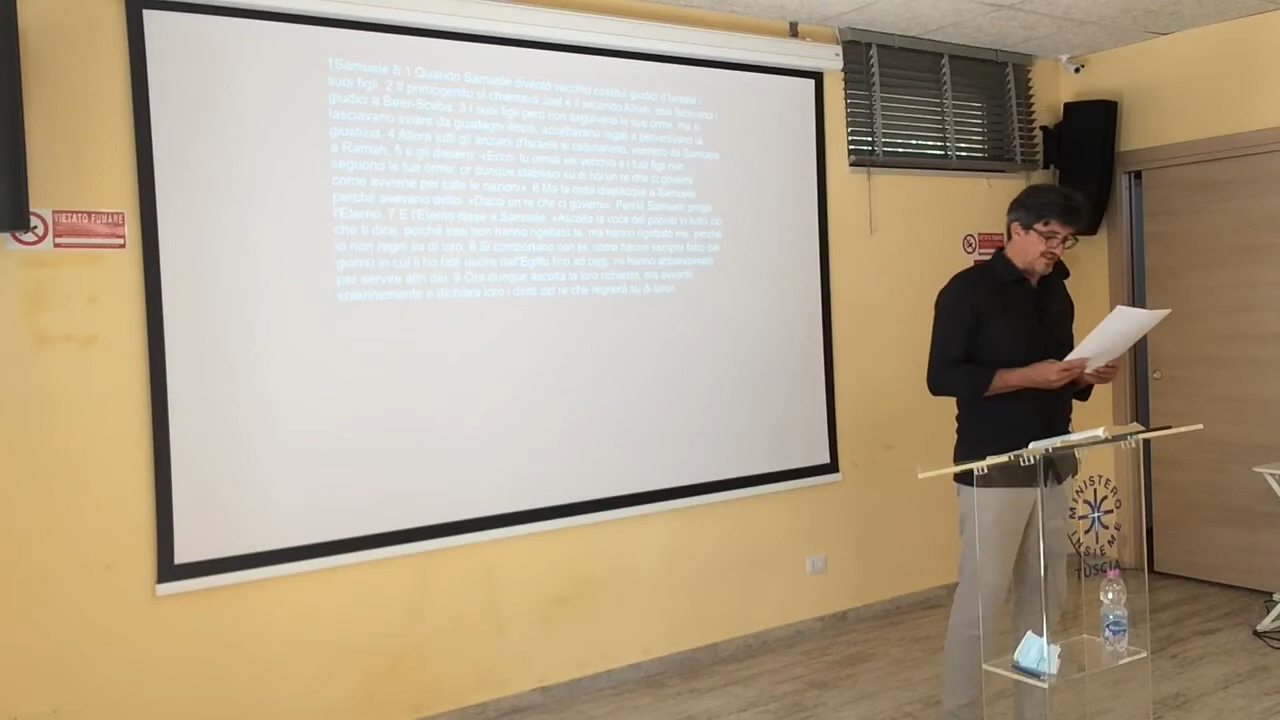 1Samuele 8:1 Quando Samuele diventò vecchio costituì giudici d'Israele i
suoi figli. 2 Il primogenito si chiamava Joel e il secondo Abiah; essi facevano i
giudici a Beer-Sceba. 3 I suoi figli però non seguivano le sue orme, ma si
lasciavano sviare da guadagni illeciti, accettavano regali e pervertivano la
giustizia. 4 Allora tutti gli anziani d'Israele si radunarono, vennero da Samuele
a Ramah, 5 e gli dissero: «Ecco, tu ormai sei vecchio e i tuoi figli non
seguono le tue orme; or dunque stabilisci su di noi un re che ci governi
come avviene per tutte le nazioni». 6 Ma la cosa dispiacque a Samuele,
perché avevano detto: «Dacci un re che ci governi». Perciò Samuele pregò
l'Eterno. 7 E l'Eterno disse a Samuele: «Ascolta la voce del popolo in tutto ciò
che ti dice, poiché essi non hanno rigettato te, ma hanno rigettato me, perché
io non regni su di loro. 8 Si comportano con te, come hanno sempre fatto dal
giorno in cui li ho fatti uscire dall'Egitto fino ad oggi: mi hanno abbandonato
per servire altri dèi. 9 Ora dunque ascolta la loro richiesta, ma avvertili
solennemente e dichiara loro i diritti del re che regnerà su di loro».
VIETATO FUMARE
VIETATO FUMARE
MINISTERO
INSIEME
TUSCIA